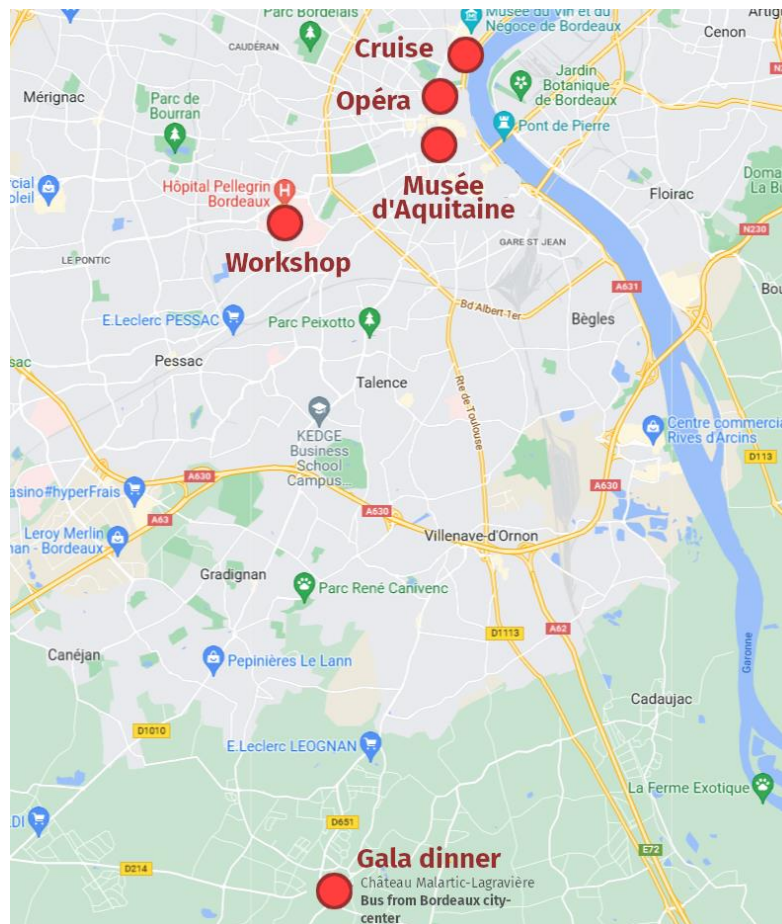 Parc Bordelais
Musée du Vin et du
Négoce de Bordeaux
Cruise
CAUDÉRAN
Cenon
Artig
Mérignac
Parc de
Bourran
Opéra
Jardin
Botanique
de Bordeaux
Pont de Pierre
Musée
d'Aquitaine
Hôpital Pellegrin
Bordeaux
H
Workshop
cial
oleil
Floirac
Doma
La Bu
N230
LE PONTIC
GARE ST JEAN
A631
Bou
E.Leclerc PESSAC
Parc Peixotto
Bd Albert 1er
Bègles
sac
Pessac
Talence
Rte de Toulouse
KEDGE
Business
School
Campus...
Centre commercia
Rives d'Arcins
D113
A630
A630
asino#hyperFrais
A63
A630
Leroy Merlin
nan - Bordeaux
Villenave-d'Ornon
Gradignan
Parc René Canivenc
D1113
A62
Canéjan
Pepinières Le Lann
Garonne
Cadaujac
D1010
E.Leclerc LEOGNAN
La Ferme Exotique
DI
D651
E72
D214
Gala dinner
Château Malartic-Lagravière
Bus from Bordeaux city-
center